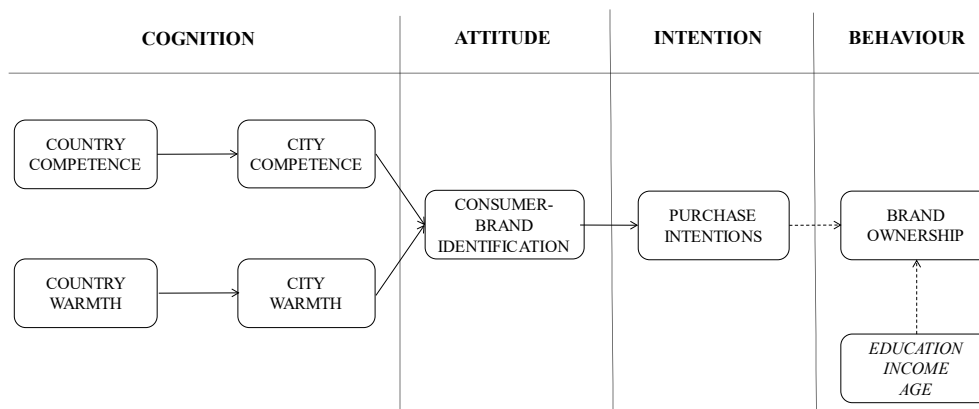 COGNITION
ATTITUDE
INTENTION
BEHAVIOUR
COUNTRY
COMPETENCE
CITY
COMPETENCE
CONSUMER-
BRAND
IDENTIFICATION
PURCHASE
INTENTIONS
BRAND
OWNERSHIP
COUNTRY
WARMTH
CITY
WARMTH
EDUCATION
INCOME
AGE